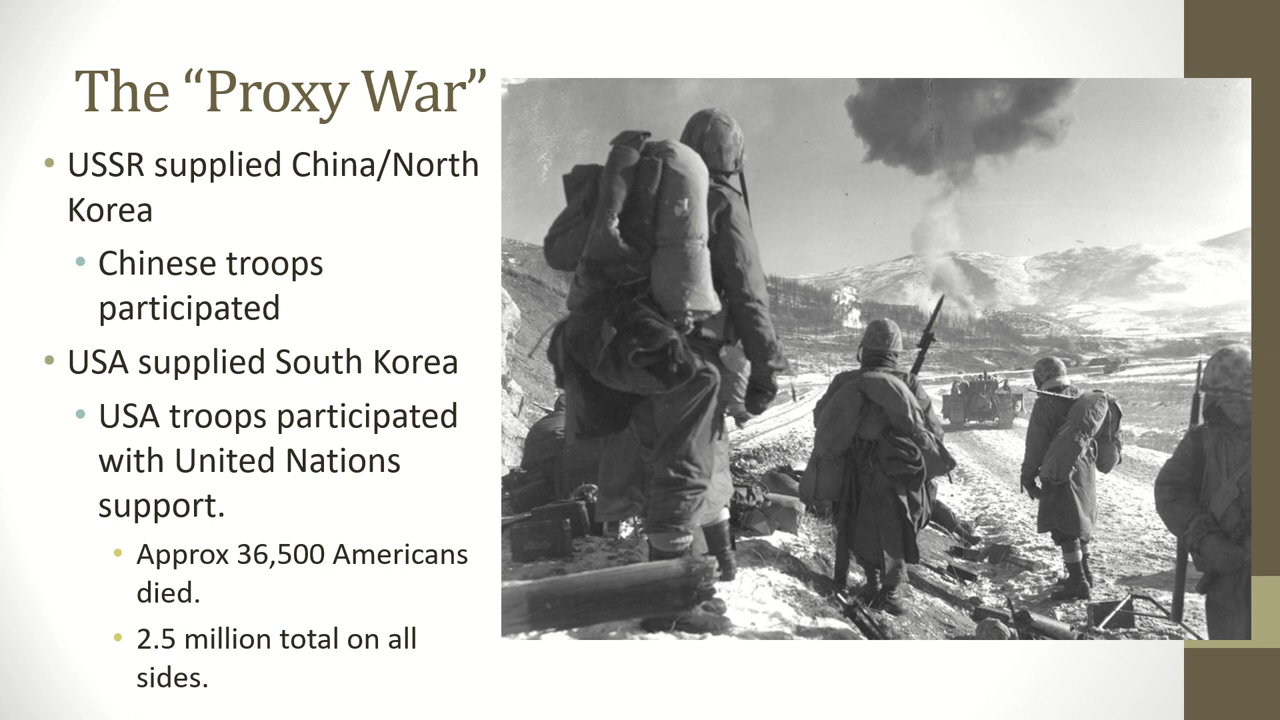 The “Proxy War”
• USSR supplied China/North
Korea
• Chinese troops
participated
• USA supplied South Korea
• USA troops participated
with United Nations
support.
• Approx 36,500 Americans
died.
• 2.5 million total on all
sides.